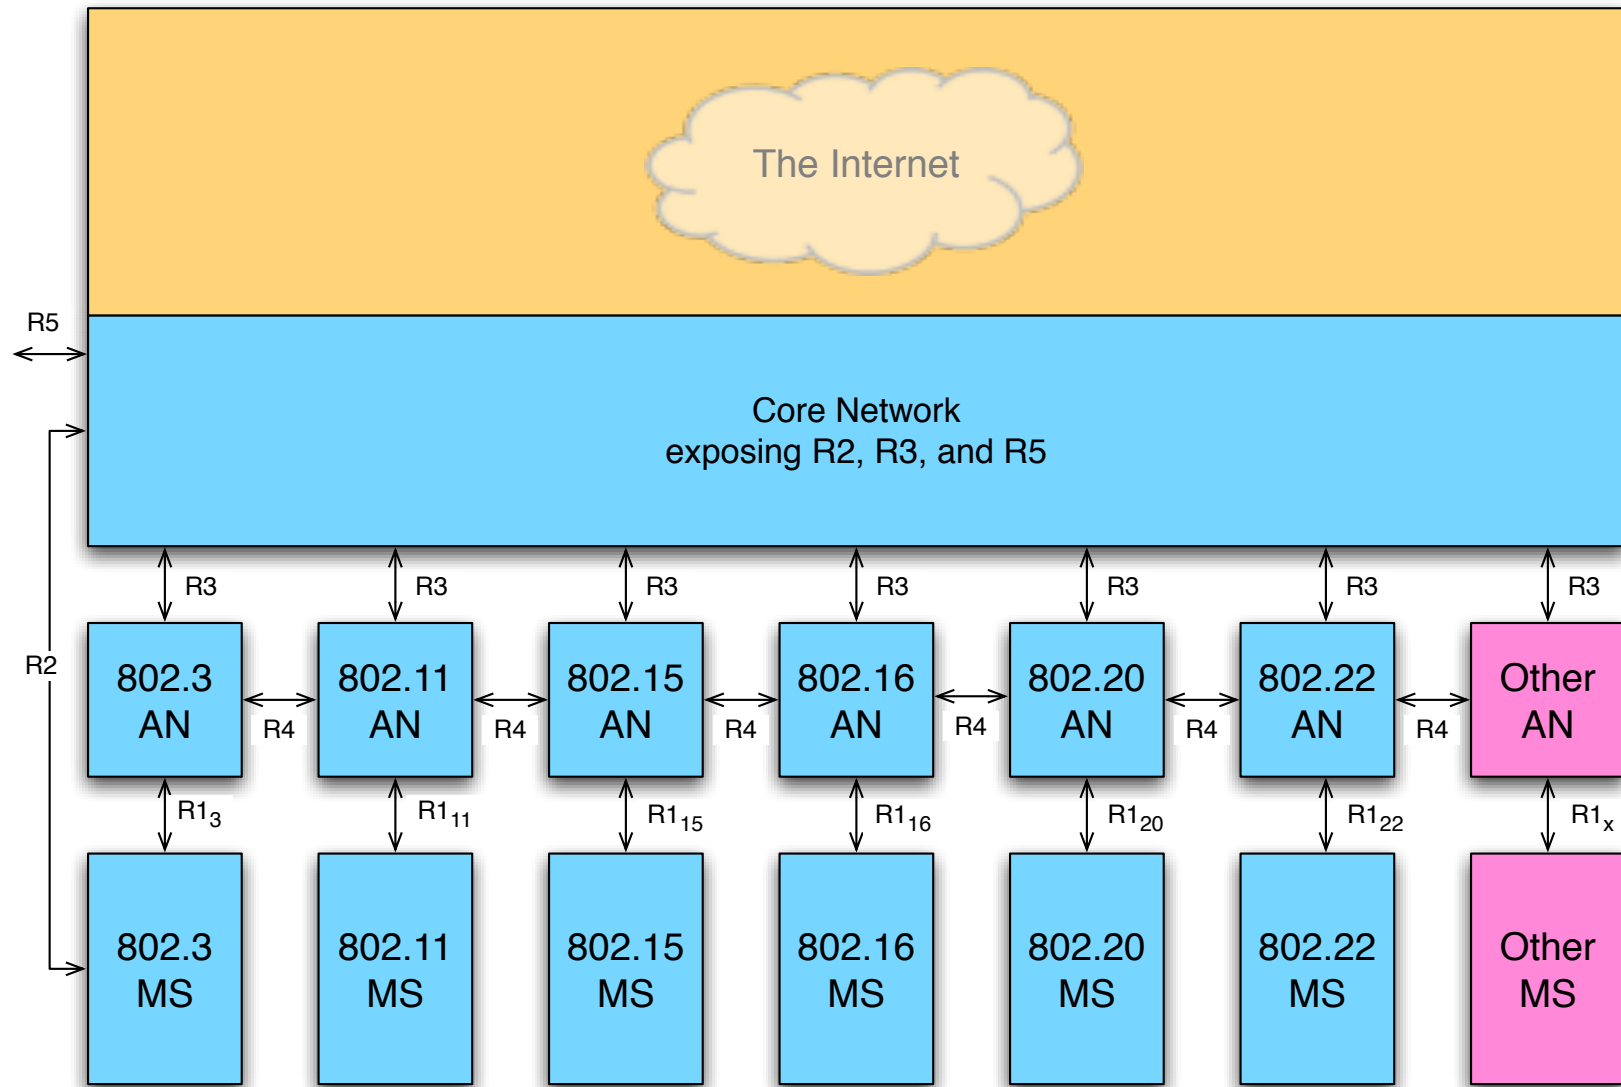 The Internet
R5
Core Network
exposing R2, R3, and R5
R3 R3 R3 R3 R3 R3 R3
R2
802.3 AN
802.11 AN
802.15 AN
802.16 AN
802.20 AN
802.22 AN
Other AN
R4 R4 R4 R4 R4 R4
R1₃ R1₁₁ R1₁₅ R1₁₆ R1₂₀ R1₂₂ R1ₓ
802.3 MS
802.11 MS
802.15 MS
802.16 MS
802.20 MS
802.22 MS
Other MS